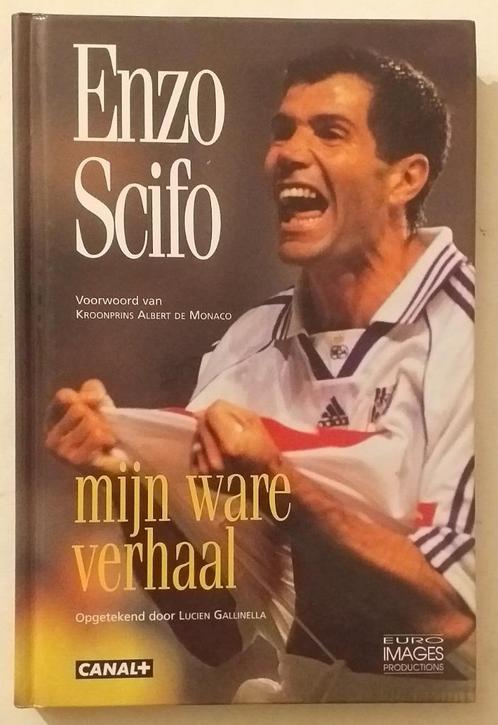 Enzo
Scifo
Voorwoord van
KROONPRINS ALBERT DE MONACO
mijn ware
verhaal
Opgetekend door LUCIEN GALLINELLA
CANAL+
EURO
IMAGES
PRODUCTIONS
adidas